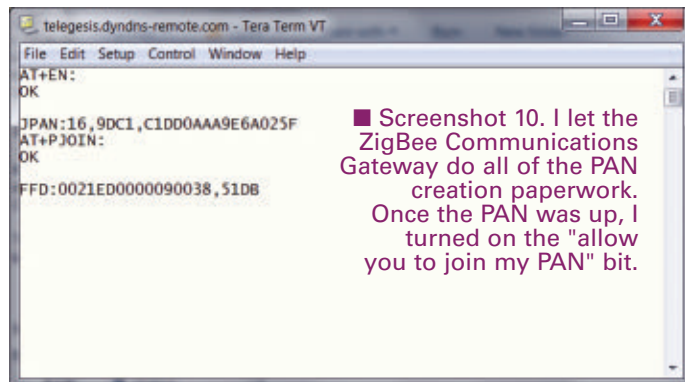 telegesis.dyndns-remote.com - Tera Term VT
File Edit Setup Control Window Help
AT+EN:
OK
JPAN:16,9DC1,C1DD0AAA9E6A025F
AT+PJOIN:
OK
FFD:0021ED0000090038,51DB
■ Screenshot 10. I let the
ZigBee Communications
Gateway do all of the PAN
creation paperwork.
Once the PAN was up, I
turned on the "allow
you to join my PAN" bit.